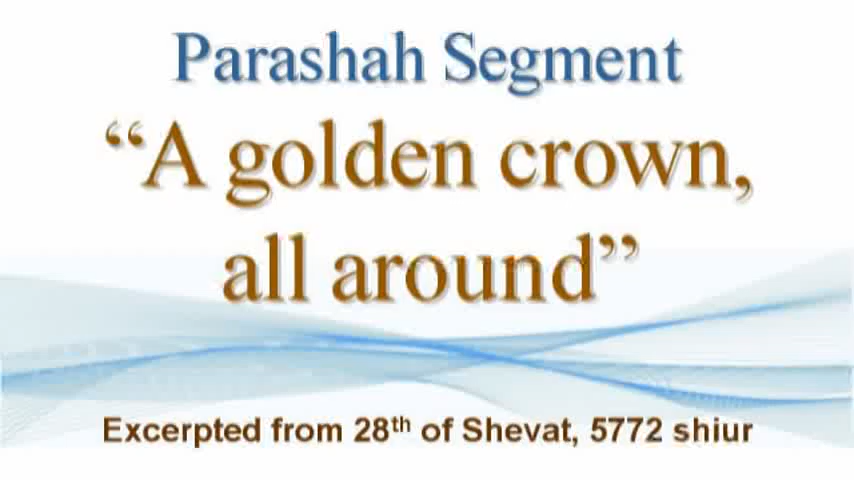 Parashah Segment
“A golden crown,
all around”
Excerpted from 28th of Shevat, 5772 shiur